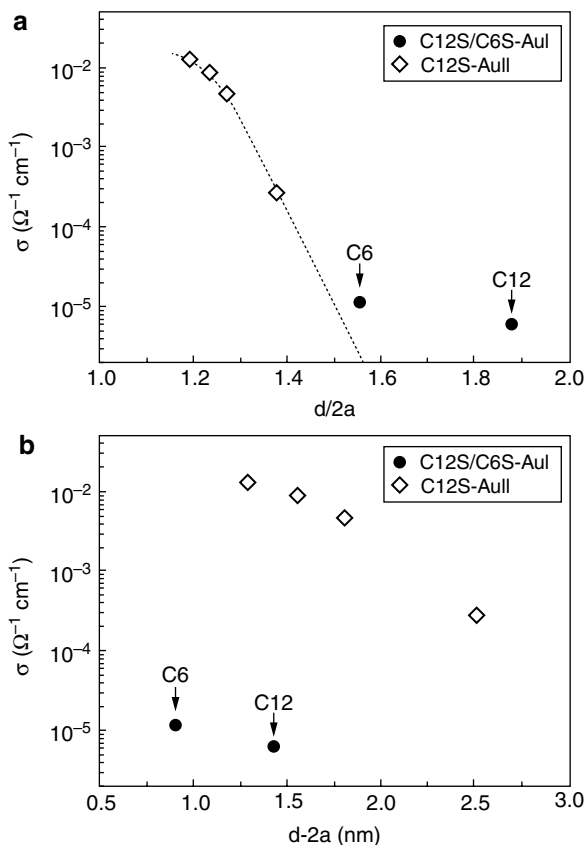 a
C12S/C6S-AuI
C12S-AuII
10⁻²
10⁻³
10⁻⁴
10⁻⁵
σ (Ω⁻¹ cm⁻¹)
C6
C12
1.0 1.2 1.4 1.6 1.8 2.0
d/2a
b
C12S/C6S-AuI
C12S-AuII
10⁻²
10⁻³
10⁻⁴
10⁻⁵
σ (Ω⁻¹ cm⁻¹)
C6
C12
0.5 1.0 1.5 2.0 2.5 3.0
d-2a (nm)